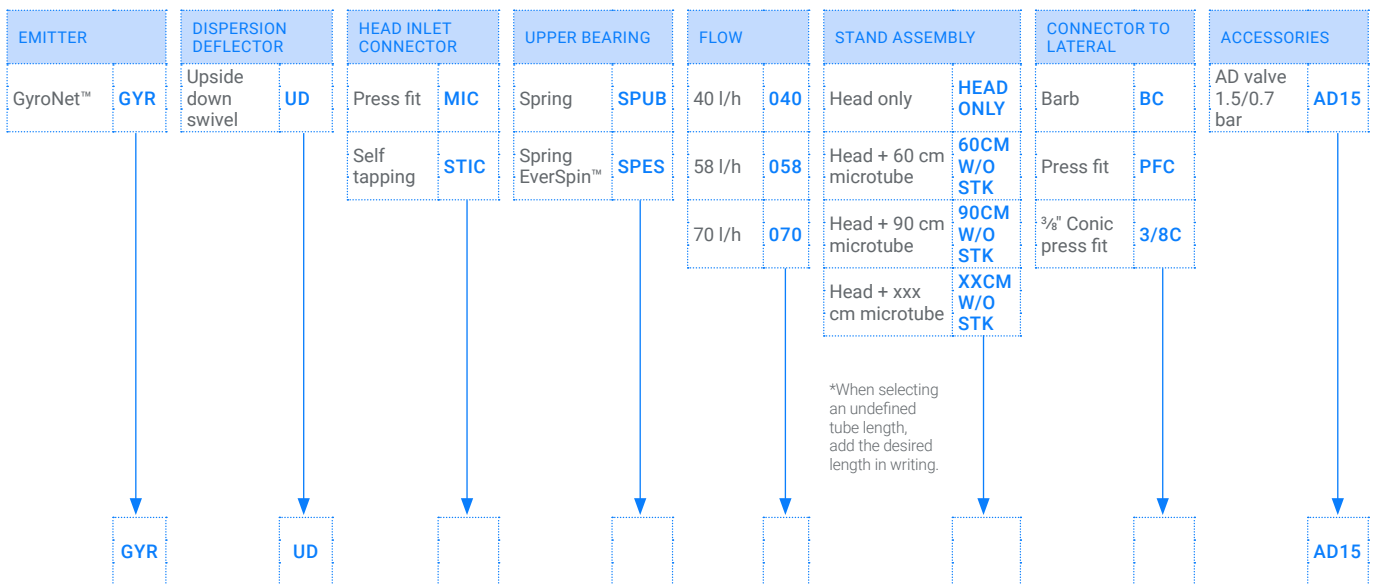 EMITTER
GyroNet™
GYR
DISPERSION
DEFLECTOR
Upside
down
swivel
UD
HEAD INLET
CONNECTOR
Press fit
MIC
Self
tapping
STIC
UPPER BEARING
Spring
SPUB
Spring
EverSpin™
SPES
FLOW
40 l/h
040
58 l/h
058
70 l/h
070
STAND ASSEMBLY
Head only
HEAD
ONLY
Head + 60 cm
microtube
60CM
W/O
STK
Head + 90 cm
microtube
90CM
W/O
STK
Head + xxx
cm microtube
XXCM
W/O
STK
*When selecting
an undefined
tube length,
add the desired
length in writing.
CONNECTOR TO
LATERAL
Barb
BC
Press fit
PFC
⅜" Conic
press fit
3/8C
ACCESSORIES
AD valve
1.5/0.7
bar
AD15
GYR
UD
AD15